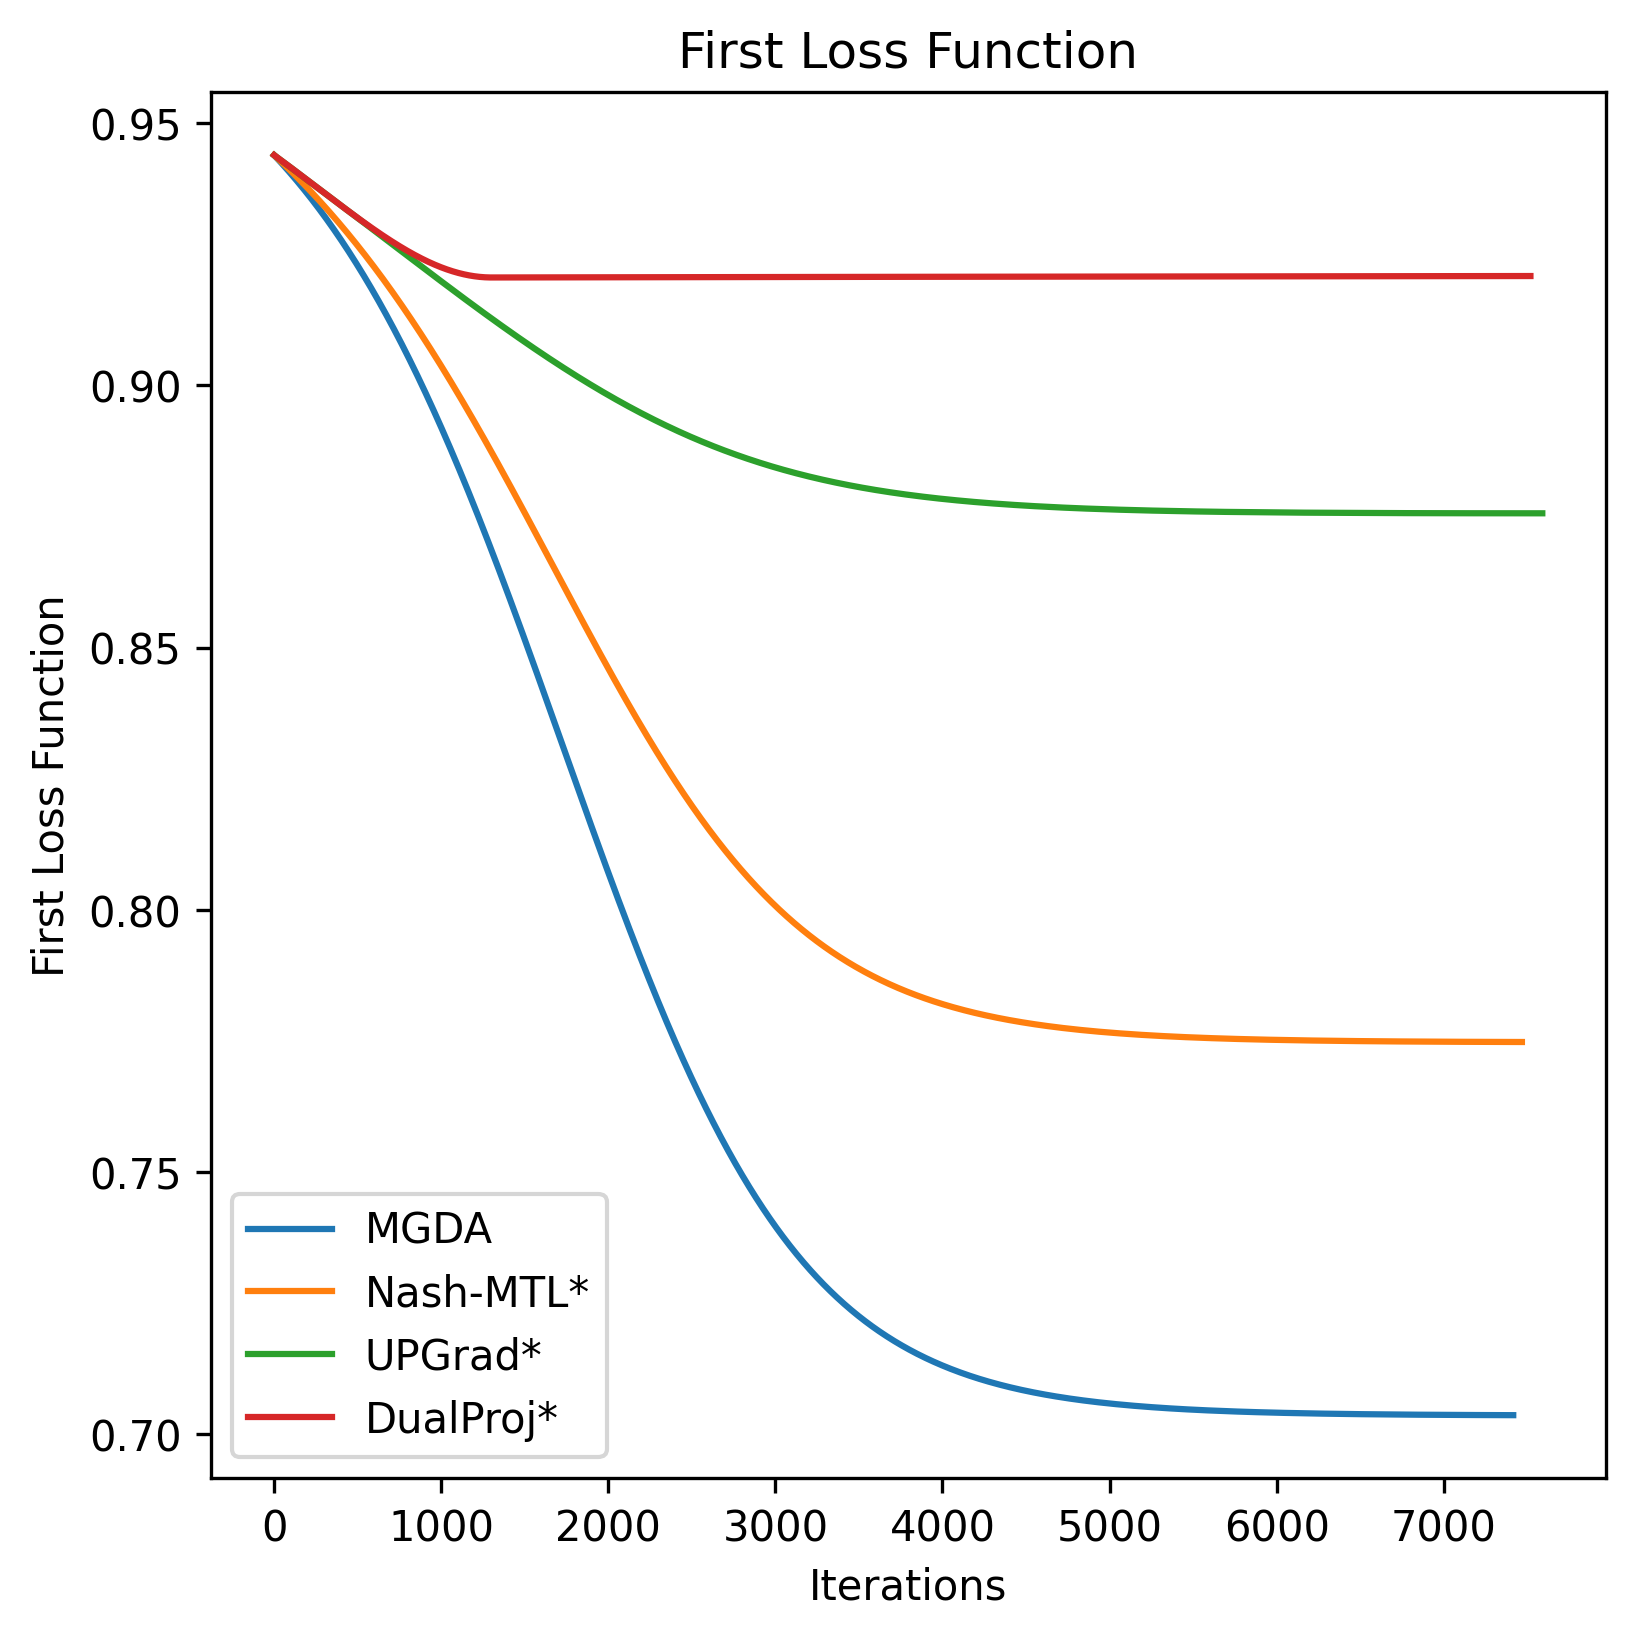 First Loss Function
0.95
0.90
0.85
0.80
0.75
0.70
First Loss Function
MGDA
Nash-MTL*
UPGrad*
DualProj*
0 1000 2000 3000 4000 5000 6000 7000
Iterations